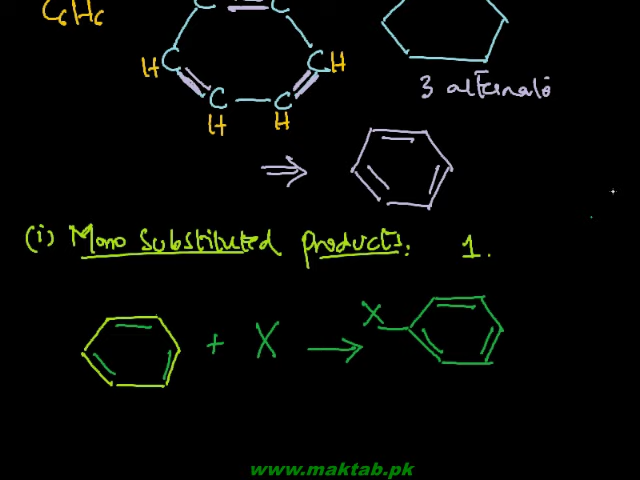 C6H6
C C
H C C H
C C
H H
3 alternate
⇒
(i) Mono substituted products: 1.
+ X → X
www.maktab.pk